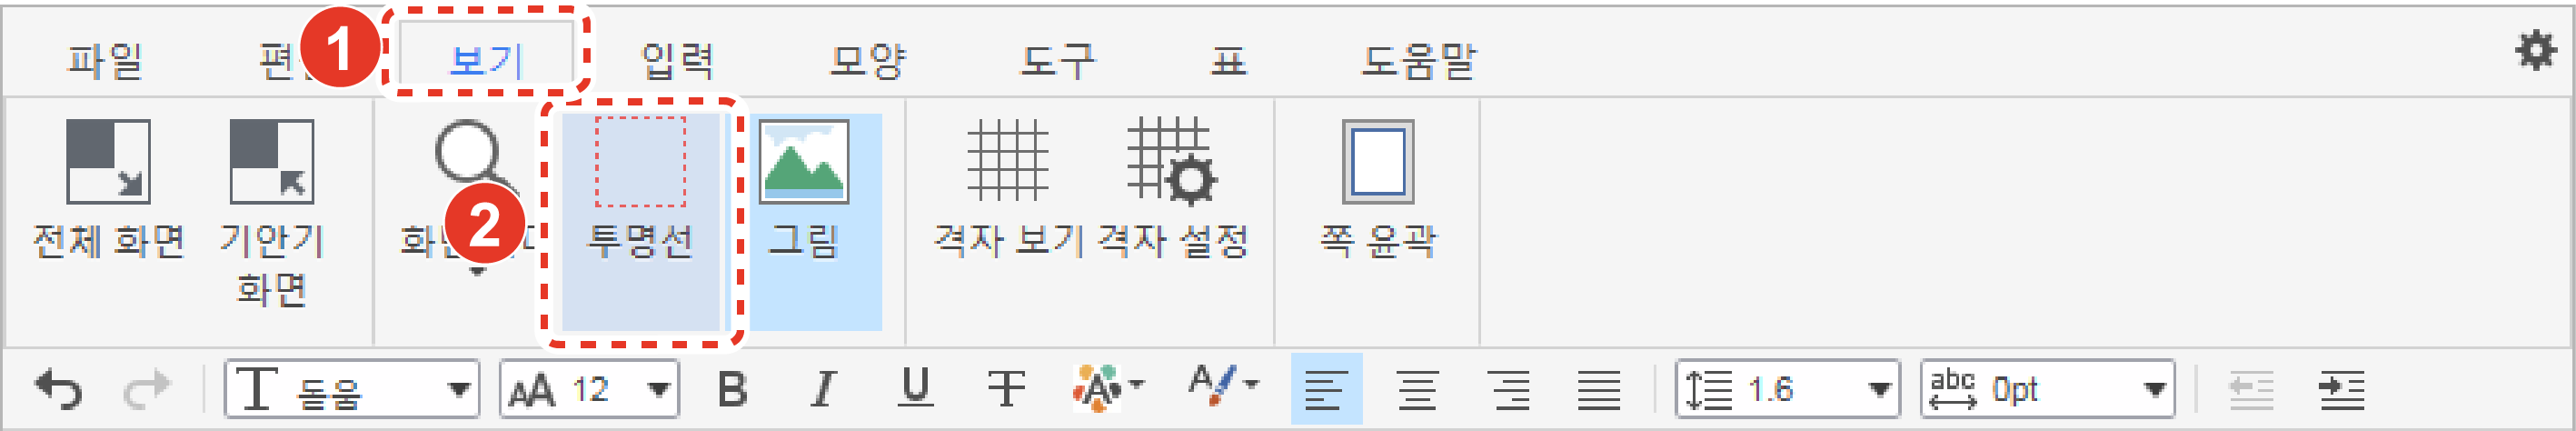 파일 1 보기 입력 모양 도구 표 도움말
전체 화면 기안기 화면 2 투명선 그림 격자 보기 격자 설정 쪽 윤곽
돋움 12 1.6 abc 0pt